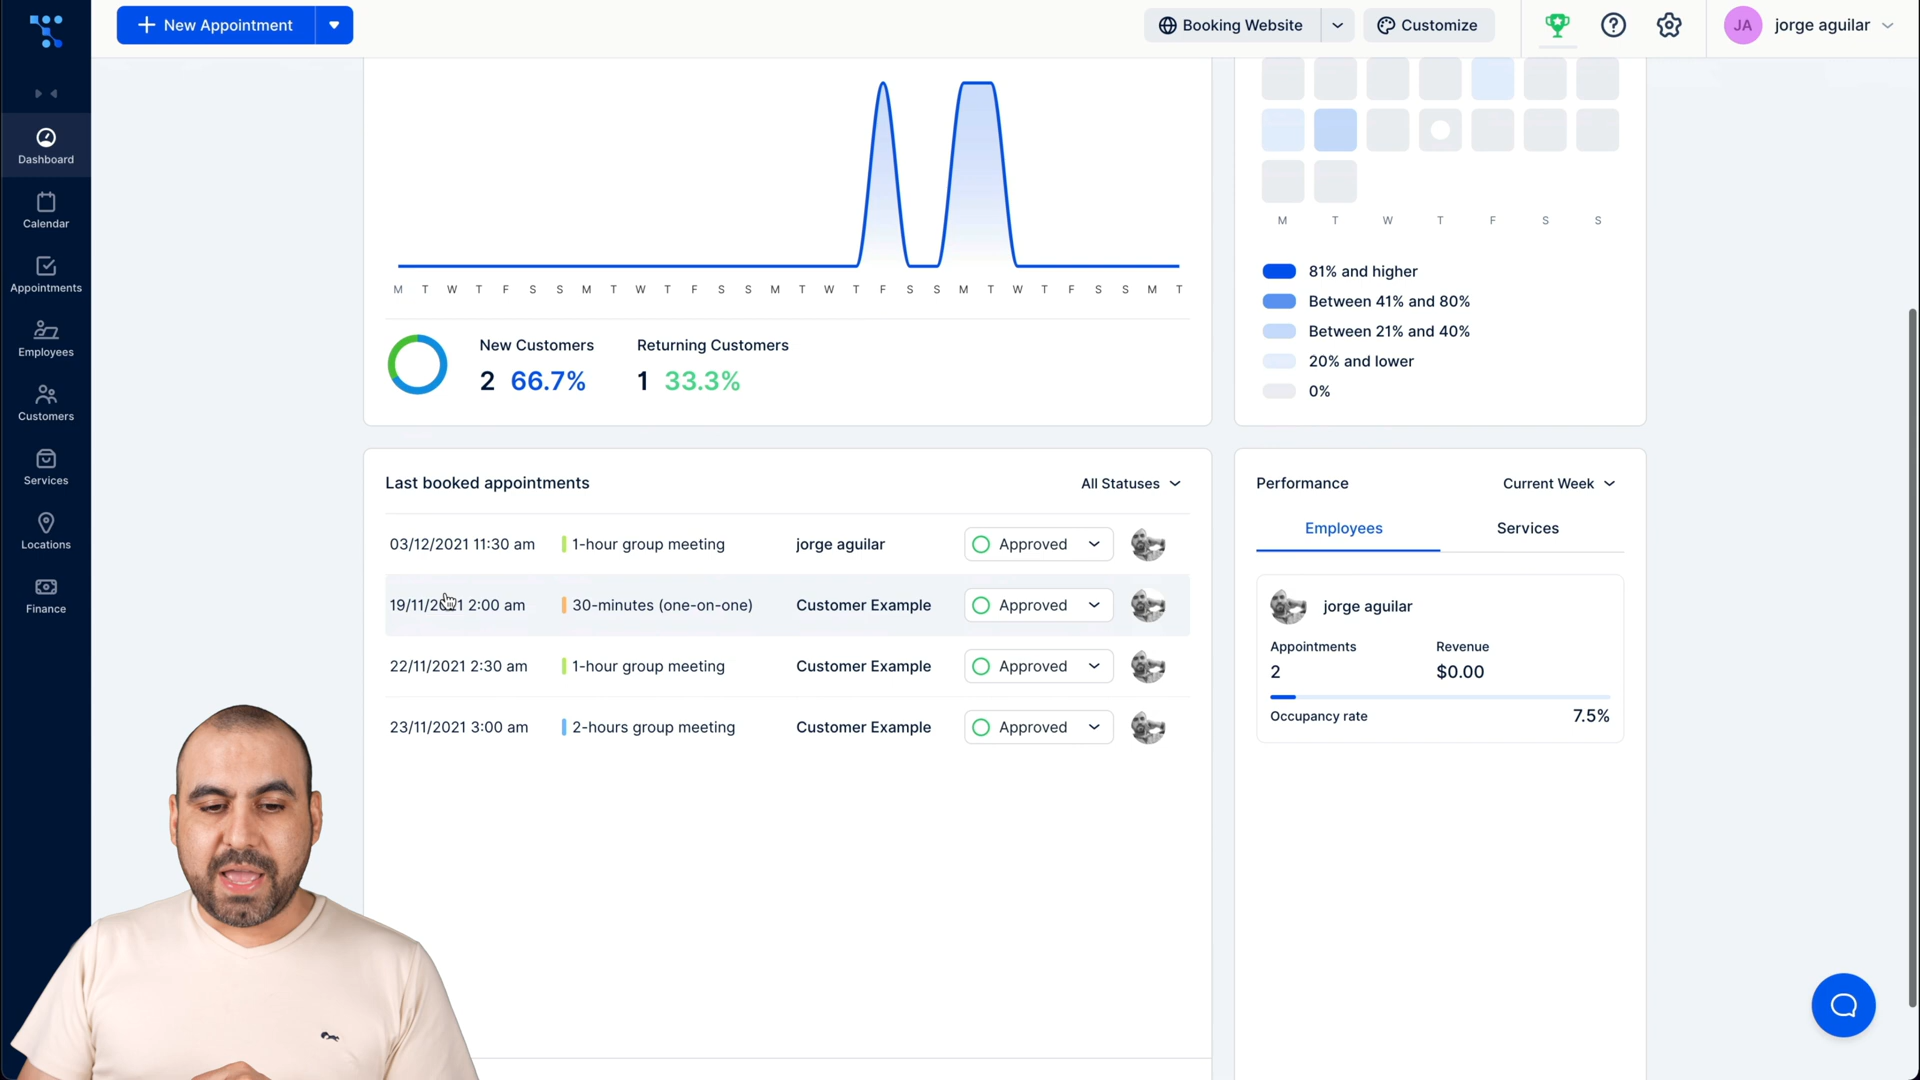 New Appointment
Booking Website
Customize
JA
jorge aguilar
Dashboard
Calendar
Appointments
Employees
Customers
Services
Locations
Finance
M T W T F S S M T W T F S S M T W T F S S M T W T F S S M T
New Customers
2 66.7%
Returning Customers
1 33.3%
M T W T F S S
81% and higher
Between 41% and 80%
Between 21% and 40%
20% and lower
0%
Last booked appointments
All Statuses
03/12/2021 11:30 am 1-hour group meeting jorge aguilar Approved
19/11/2021 2:00 am 30-minutes (one-on-one) Customer Example Approved
22/11/2021 2:30 am 1-hour group meeting Customer Example Approved
23/11/2021 3:00 am 2-hours group meeting Customer Example Approved
Performance
Current Week
Employees Services
jorge aguilar
Appointments Revenue
2 $0.00
Occupancy rate 7.5%